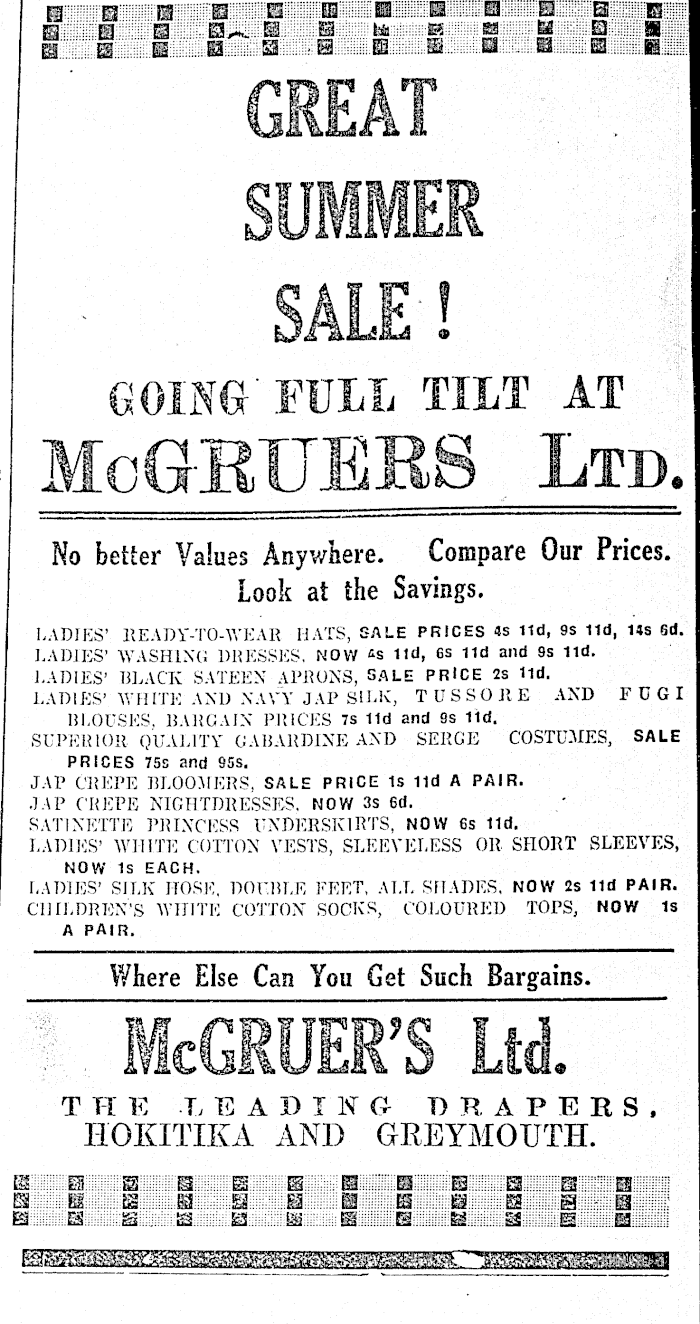 GREAT
SUMMER
SALE !
GOING FULL TILT AT
McGRUERS LTD.
No better Values Anywhere. Compare Our Prices.
Look at the Savings.
LADIES' READY-TO-WEAR HATS, SALE PRICES 4s 11d, 9s 11d, 14s 6d.
LADIES' WASHING DRESSES, NOW 4s 11d, 6s 11d and 9s 11d.
LADIES' BLACK SATEEN APRONS, SALE PRICE 2s 11d.
LADIES' WHITE AND NAVY JAP SILK, TUSSORE AND FUGI
BLOUSES, BARGAIN PRICES 7s 11d and 9s 11d.
SUPERIOR QUALITY GABARDINE AND SERGE COSTUMES, SALE
PRICES 75s and 95s.
JAP CREPE BLOOMERS, SALE PRICE 1s 11d A PAIR.
JAP CREPE NIGHTDRESSES, NOW 3s 6d.
SATINETTE PRINCESS UNDERSKIRTS, NOW 6s 11d.
LADIES' WHITE COTTON VESTS, SLEEVELESS OR SHORT SLEEVES,
NOW 1s EACH.
LADIES' SILK HOSE, DOUBLE FEET, ALL SHADES, NOW 2s 11d PAIR.
CHILDREN'S WHITE COTTON SOCKS, COLOURED TOPS, NOW 1s
A PAIR.
Where Else Can You Get Such Bargains.
McGRUER'S Ltd.
THE LEADING DRAPERS,
HOKITIKA AND GREYMOUTH.